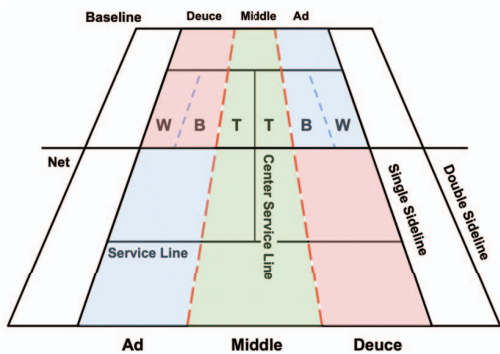 Deuce Middle Ad
Baseline
W B T T B W
Net
Center Service Line
Single Sideline
Double Sideline
Service Line
Ad Middle Deuce